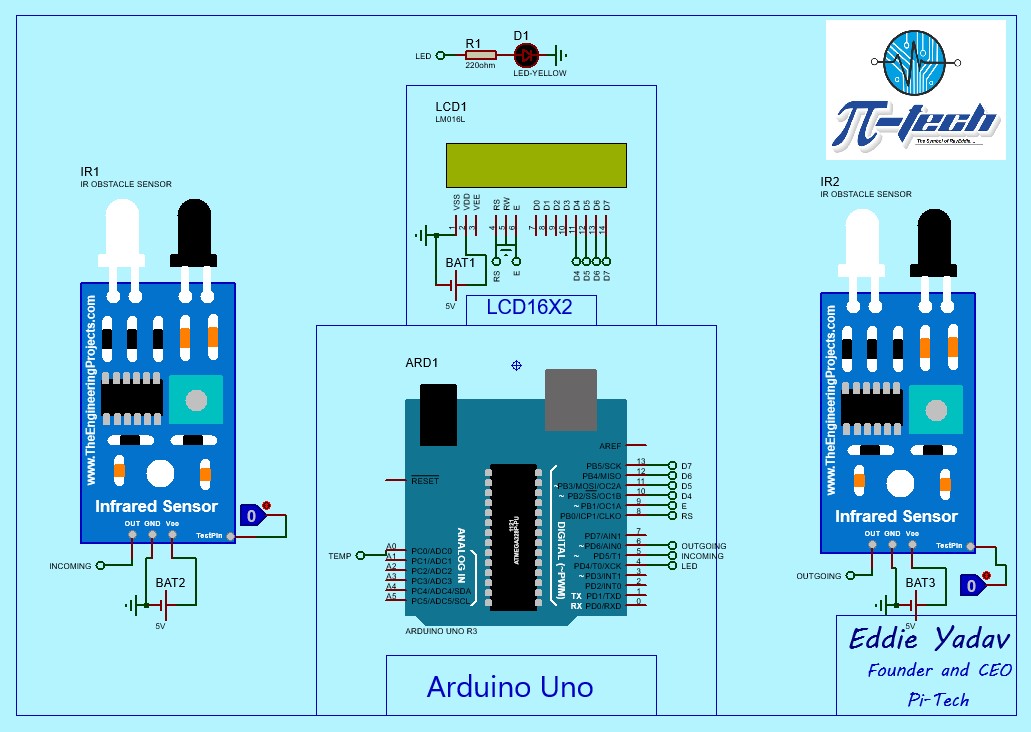 LED
R1
220ohm
D1
LED-YELLOW
π-tech
The Symbol of RayEddie...
LCD1
LM016L
VSS
VDD
VEE
RS
RW
E
D0
D1
D2
D3
D4
D5
D6
D7
1
2
3
4
5
6
7
8
9
10
11
12
13
14
RS
E
D4
D5
D6
D7
BAT1
5V
LCD16X2
IR1
IR OBSTACLE SENSOR
www.TheEngineeringProjects.com
Infrared Sensor
OUT GND Vcc
TestPin
0
INCOMING
BAT2
5V
ARD1
RESET
AREF
PB5/SCK 13 D7
PB4/MISO 12 D6
~PB3/MOSI/OC2A 11 D5
~ PB2/SS/OC1B 10 D4
~ PB1/OC1A 9 E
PB0/ICP1/CLKO 8 RS
PD7/AIN1 7
~ PD6/AIN0 6 OUTGOING
~ PD5/T1 5 INCOMING
PD4/T0/XCK 4 LED
~ PD3/INT1 3
PD2/INT0 2
TX PD1/TXD 1
RX PD0/RXD 0
DIGITAL (~PWM)
ANALOG IN
ATMEGA328P-PU
1121
TEMP
A0 PC0/ADC0
A1 PC1/ADC1
A2 PC2/ADC2
A3 PC3/ADC3
A4 PC4/ADC4/SDA
A5 PC5/ADC5/SCL
ARDUINO UNO R3
Arduino Uno
IR2
IR OBSTACLE SENSOR
www.TheEngineeringProjects.com
Infrared Sensor
OUT GND Vcc
TestPin
0
OUTGOING
BAT3
5V
Eddie Yadav
Founder and CEO
Pi-Tech